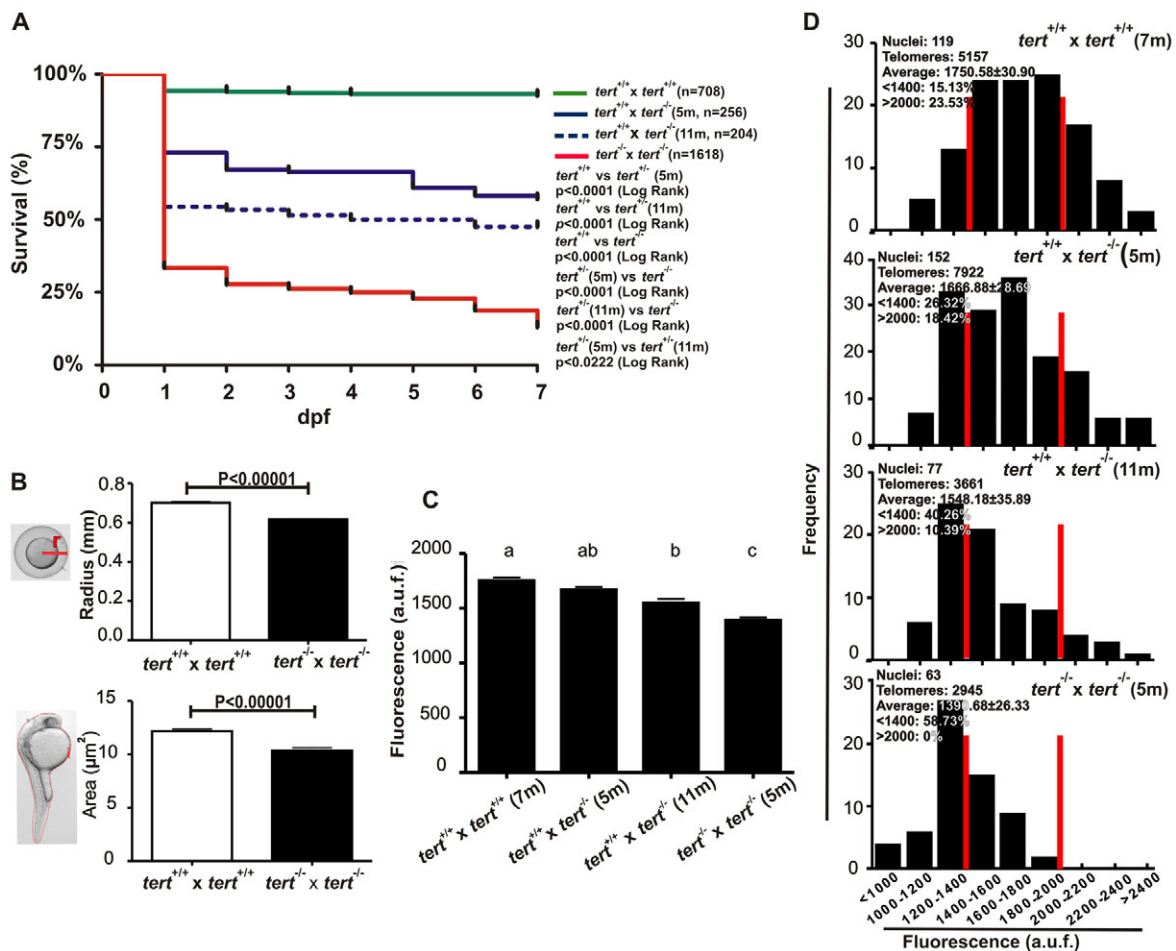 A
100%
75%
50%
25%
0%
Survival (%)
0 1 2 3 4 5 6 7
dpf
tert+/+ x tert+/+ (n=708)
tert+/+ x tert-/- (5m, n=256)
tert+/+ x tert-/- (11m, n=204)
tert-/- x tert-/- (n=1618)
tert+/+ vs tert+/- (5m)
p<0.0001 (Log Rank)
tert+/+ vs tert+/- (11m)
p<0.0001 (Log Rank)
tert+/+ vs tert-/-
p<0.0001 (Log Rank)
tert+/- (5m) vs tert-/-
p<0.0001 (Log Rank)
tert+/- (11m) vs tert-/-
p<0.0001 (Log Rank)
tert+/- (5m) vs tert+/- (11m)
p<0.0222 (Log Rank)
B
r
P<0.00001
0.8
0.6
0.4
0.2
0.0
Radius (mm)
tert+/+ x tert+/+ tert-/- x tert-/-
P<0.00001
15
10
5
0
Area (µm²)
tert+/+ x tert+/+ tert-/- x tert-/-
C
a ab b c
2000
1500
1000
500
0
Fluorescence (a.u.f.)
tert+/+ x tert+/+ (7m)
tert+/+ x tert-/- (5m)
tert+/+ x tert-/- (11m)
tert-/- x tert-/- (5m)
D
Frequency
tert+/+ x tert+/+ (7m)
Nuclei: 119
Telomeres: 5157
Average: 1750.58±30.90
<1400: 15.13%
>2000: 23.53%
30
20
10
0
tert+/+ x tert-/- (5m)
Nuclei: 152
Telomeres: 7922
Average: 1666.88±28.69
<1400: 26.32%
>2000: 18.42%
40
30
20
10
0
tert+/+ x tert-/- (11m)
Nuclei: 77
Telomeres: 3661
Average: 1548.18±35.89
<1400: 40.26%
>2000: 10.39%
30
20
10
0
tert-/- x tert-/- (5m)
Nuclei: 63
Telomeres: 2945
<1400: 58.73%
>2000: 0%
30
20
10
0
<1000
1000-1200
1200-1400
1400-1600
1600-1800
1800-2000
2000-2200
2200-2400
>2400
Fluorescence (a.u.f.)